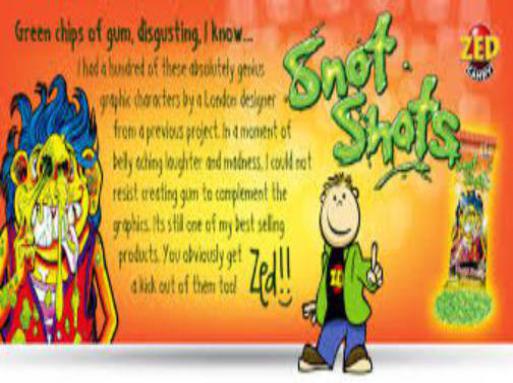 Green chips of gum, disgusting, I know...
I had a hundred of these absolutely genius
graphic characters by a London designer
from a previous project. In a moment of
belly aching laughter and madness, I could not
resist creating gum to complement the
graphics. Its still one of my best selling
products. You obviously get
a kick out of them too!
Zed!!
Snot
Shots
ZED
CANDY